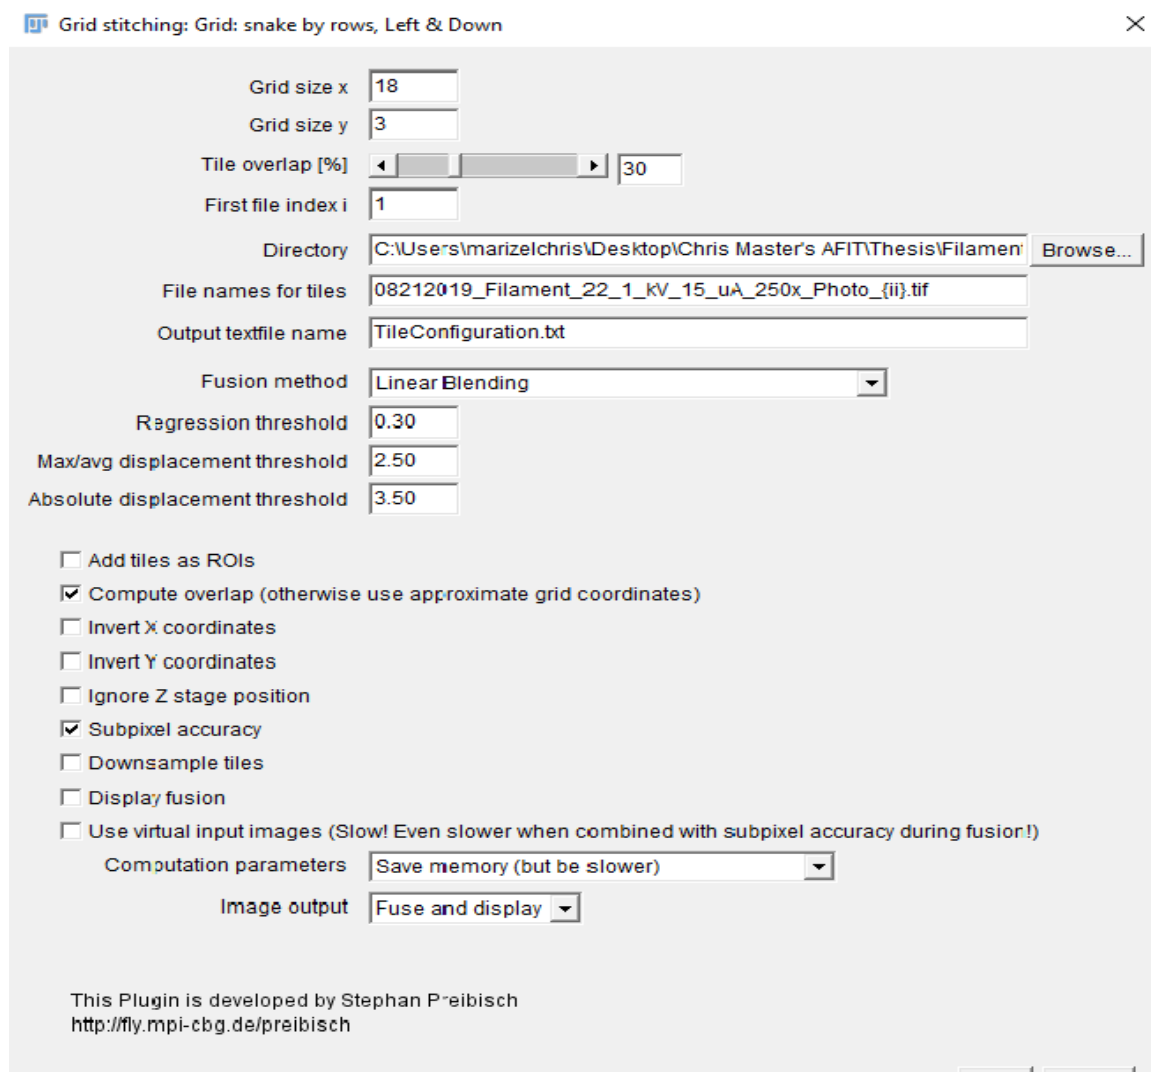 Grid stitching: Grid: snake by rows, Left & Down
Grid size x 18
Grid size y 3
Tile overlap [%] 30
First file index i 1
Directory C:\Users\marizelchris\Desktop\Chris Master's AFIT\Thesis\Filament Browse...
File names for tiles 08212019_Filament_22_1_kV_15_uA_250x_Photo_{ii}.tif
Output textfile name TileConfiguration.txt
Fusion method Linear Blending
Regression threshold 0.30
Max/avg displacement threshold 2.50
Absolute displacement threshold 3.50
Add tiles as ROIs
Compute overlap (otherwise use approximate grid coordinates)
Invert X coordinates
Invert Y coordinates
Ignore Z stage position
Subpixel accuracy
Downsample tiles
Display fusion
Use virtual input images (Slow! Even slower when combined with subpixel accuracy during fusion!)
Computation parameters Save memory (but be slower)
Image output Fuse and display
This Plugin is developed by Stephan Preibisch
http://fly.mpi-cbg.de/preibisch